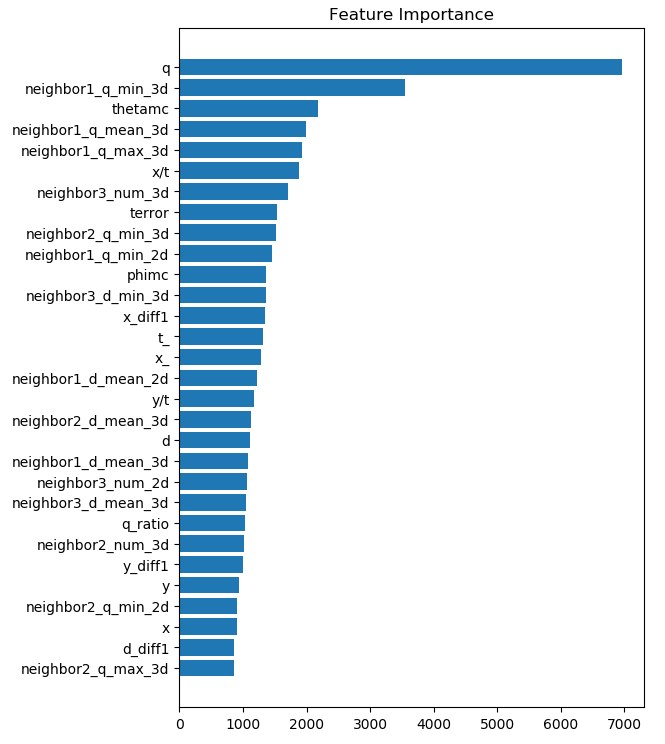 Feature Importance
q
neighbor1_q_min_3d
thetamc
neighbor1_q_mean_3d
neighbor1_q_max_3d
x/t
neighbor3_num_3d
terror
neighbor2_q_min_3d
neighbor1_q_min_2d
phimc
neighbor3_d_min_3d
x_diff1
t_
x_
neighbor1_d_mean_2d
y/t
neighbor2_d_mean_3d
d
neighbor1_d_mean_3d
neighbor3_num_2d
neighbor3_d_mean_3d
q_ratio
neighbor2_num_3d
y_diff1
y
neighbor2_q_min_2d
x
d_diff1
neighbor2_q_max_3d
0 1000 2000 3000 4000 5000 6000 7000